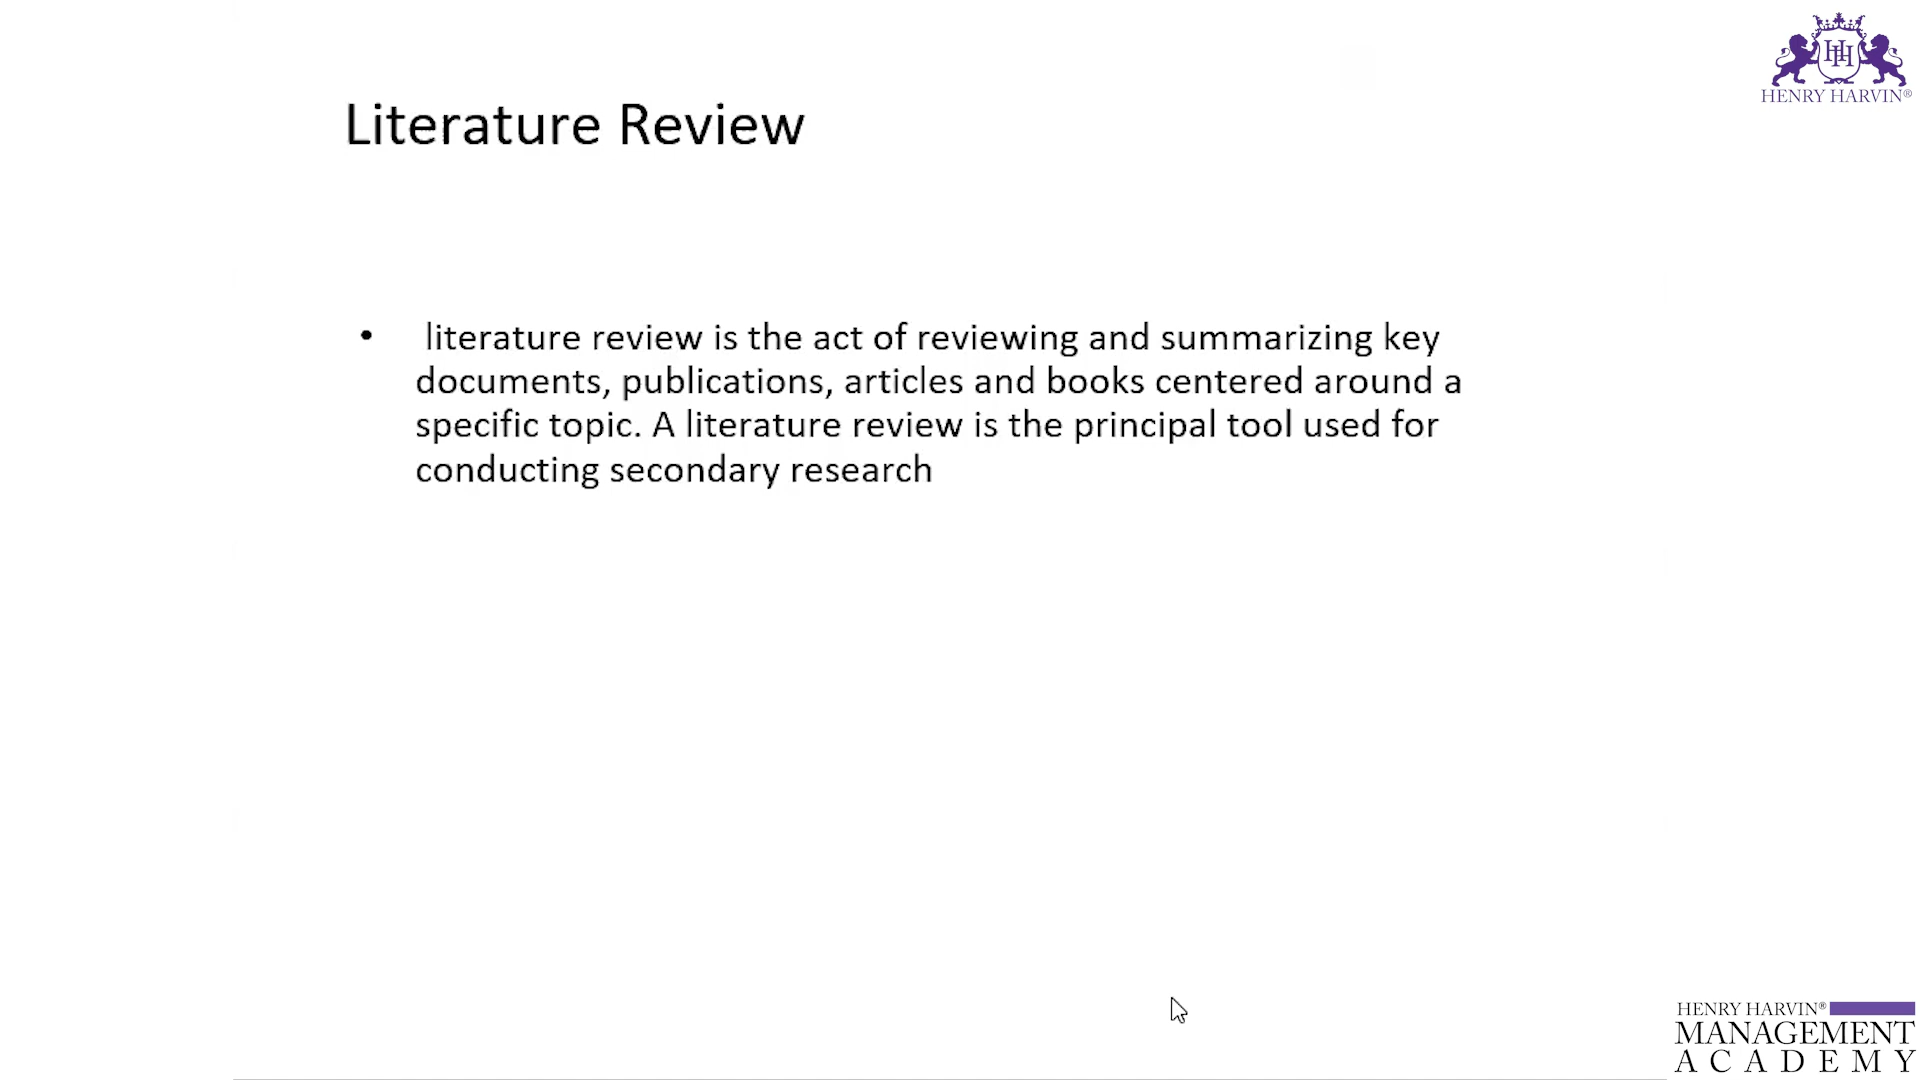 HENRY HARVIN®
Literature Review
• literature review is the act of reviewing and summarizing key
documents, publications, articles and books centered around a
specific topic. A literature review is the principal tool used for
conducting secondary research
HENRY HARVIN®
MANAGEMENT
ACADEMY